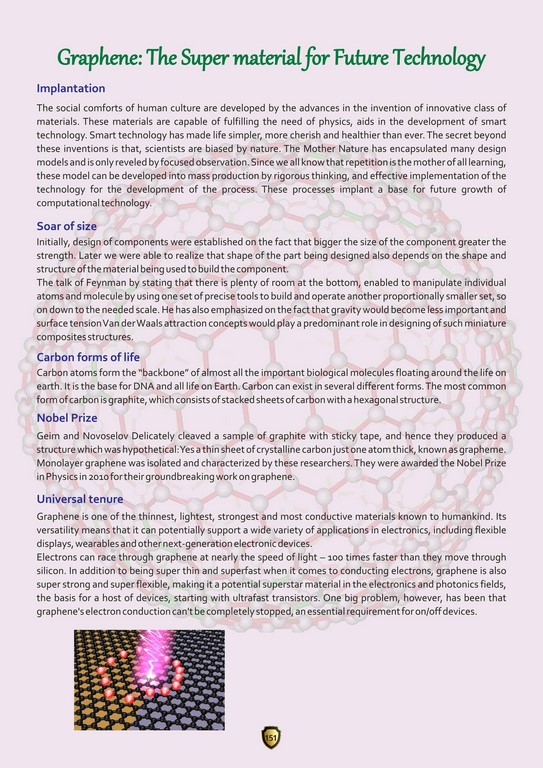 Graphene: The Super material for Future Technology
Implantation
The social comforts of human culture are developed by the advances in the invention of innovative class of
materials. These materials are capable of fulfilling the need of physics, aids in the development of smart
technology. Smart technology has made life simpler, more cherish and healthier than ever. The secret beyond
these inventions is that, scientists are biased by nature. The Mother Nature has encapsulated many design
models and is only reveled by focused observation. Since we all know that repetition is the mother of all learning,
these model can be developed into mass production by rigorous thinking, and effective implementation of the
technology for the development of the process. These processes implant a base for future growth of
computational technology.
Soar of size
Initially, design of components were established on the fact that bigger the size of the component greater the
strength. Later we were able to realize that shape of the part being designed also depends on the shape and
structure of the material being used to build the component.
The talk of Feynman by stating that there is plenty of room at the bottom, enabled to manipulate individual
atoms and molecule by using one set of precise tools to build and operate another proportionally smaller set, so
on down to the needed scale. He has also emphasized on the fact that gravity would become less important and
surface tension Van der Waals attraction concepts would play a predominant role in designing of such miniature
composites structures.
Carbon forms of life
Carbon atoms form the "backbone" of almost all the important biological molecules floating around the life on
earth. It is the base for DNA and all life on Earth. Carbon can exist in several different forms. The most common
form of carbon is graphite, which consists of stacked sheets of carbon with a hexagonal structure.
Nobel Prize
Geim and Novoselov Delicately cleaved a sample of graphite with sticky tape, and hence they produced a
structure which was hypothetical: Yes a thin sheet of crystalline carbon just one atom thick, known as grapheme.
Monolayer graphene was isolated and characterized by these researchers. They were awarded the Nobel Prize
in Physics in 2010 for their groundbreaking work on graphene.
Universal tenure
Graphene is one of the thinnest, lightest, strongest and most conductive materials known to humankind. Its
versatility means that it can potentially support a wide variety of applications in electronics, including flexible
displays, wearables and other next-generation electronic devices.
Electrons can race through graphene at nearly the speed of light – 100 times faster than they move through
silicon. In addition to being super thin and superfast when it comes to conducting electrons, graphene is also
super strong and super flexible, making it a potential superstar material in the electronics and photonics fields,
the basis for a host of devices, starting with ultrafast transistors. One big problem, however, has been that
graphene's electron conduction can't be completely stopped, an essential requirement for on/off devices.
151